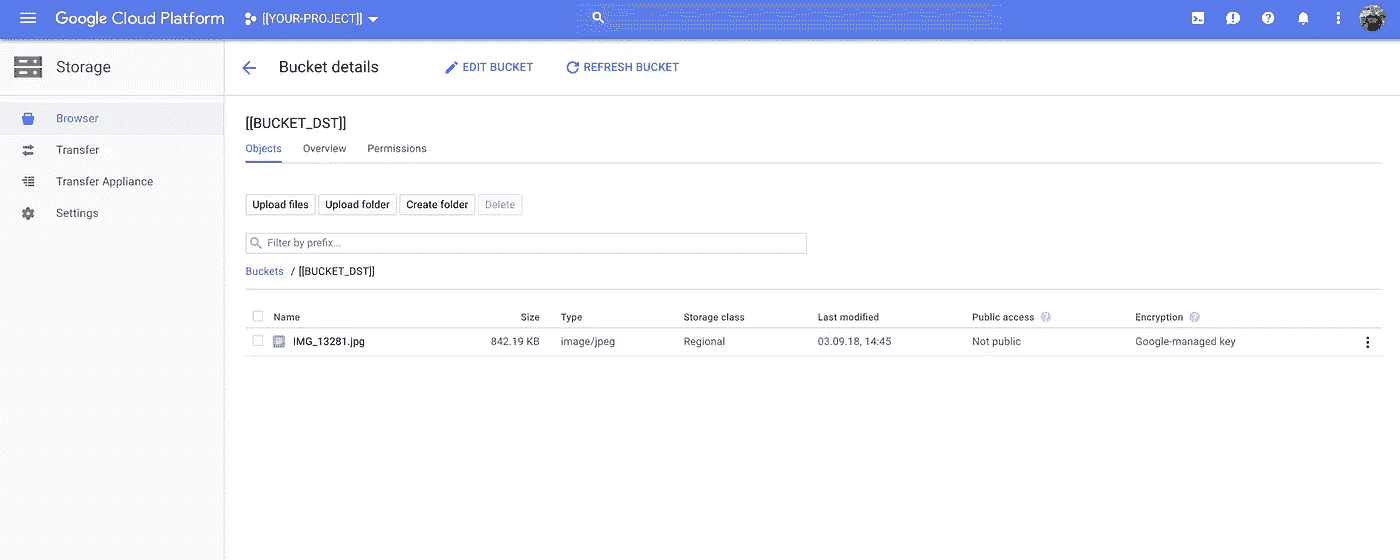 Google Cloud Platform [[YOUR-PROJECT]]
Storage
Bucket details EDIT BUCKET REFRESH BUCKET
Browser
Transfer
Transfer Appliance
Settings
[[BUCKET_DST]]
Objects Overview Permissions
Upload files Upload folder Create folder Delete
Filter by prefix...
Buckets / [[BUCKET_DST]]
Name Size Type Storage class Last modified Public access Encryption
IMG_13281.jpg 842.19 KB image/jpeg Regional 03.09.18, 14:45 Not public Google-managed key